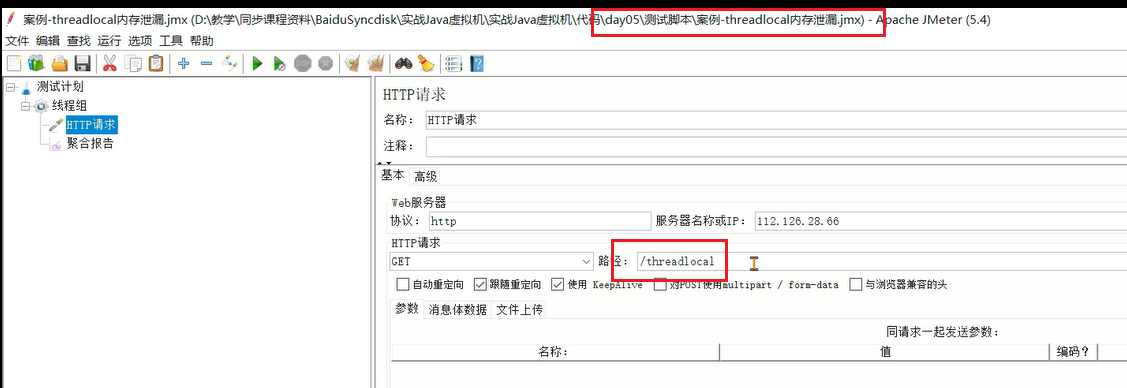 案例-threadlocal内存泄漏.jmx (D:\教学\同步课程资料\BaiduSyncdisk\实战Java虚拟机\实战Java虚拟机\代码\day05\测试脚本\案例-threadlocal内存泄漏.jmx) - Apache JMeter (5.4)
文件 编辑 查找 运行 选项 工具 帮助
测试计划
线程组
HTTP请求
聚合报告
HTTP请求
名称： HTTP请求
注释：
基本 高级
Web服务器
协议： http 服务器名称或IP： 112.126.28.66
HTTP请求
GET 路径： /threadlocal
自动重定向 跟随重定向 使用 KeepAlive 对POST使用multipart / form-data 与浏览器兼容的头
参数 消息体数据 文件上传
同请求一起发送参数：
名称： 值 编码？